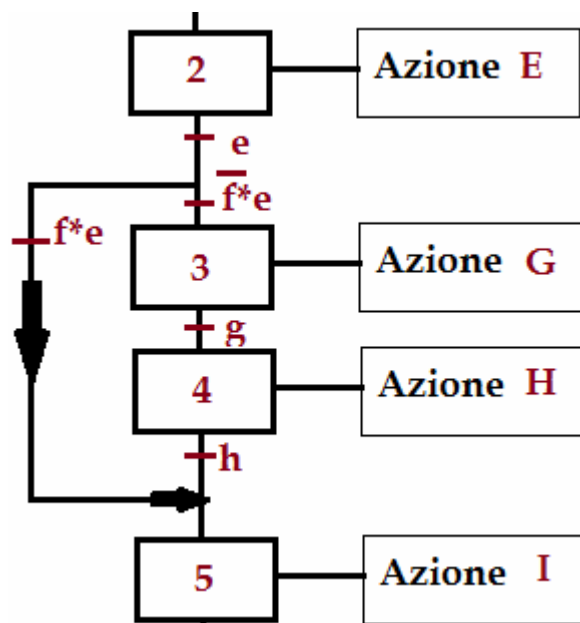 2 Azione E
e
f̅*e
f*e
3 Azione G
g
4 Azione H
h
5 Azione I